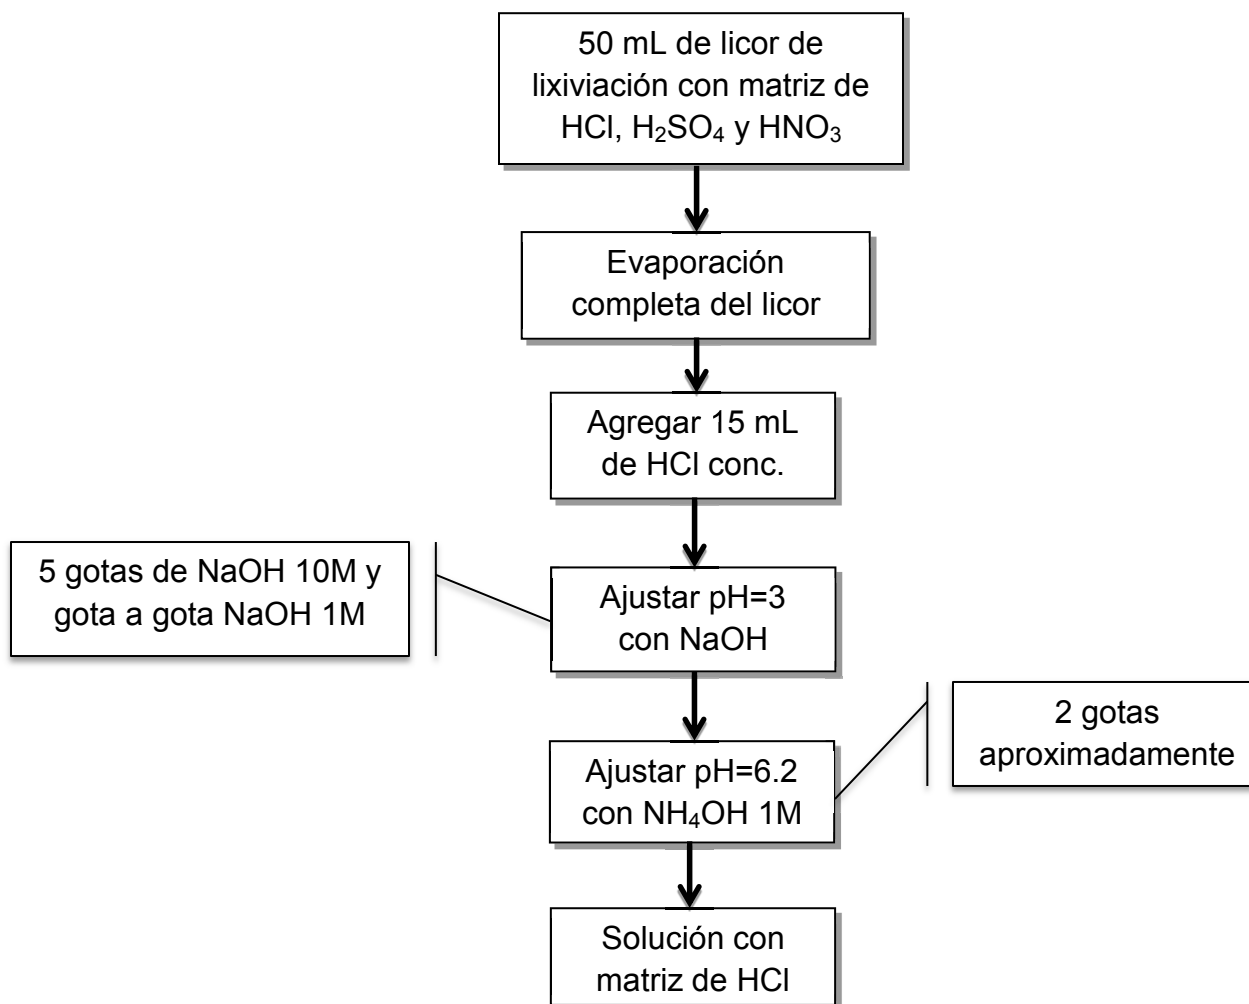 50 mL de licor de
lixiviación con matriz de
HCl, H₂SO₄ y HNO₃
Evaporación
completa del licor
Agregar 15 mL
de HCl conc.
5 gotas de NaOH 10M y
gota a gota NaOH 1M
Ajustar pH=3
con NaOH
2 gotas
aproximadamente
Ajustar pH=6.2
con NH₄OH 1M
Solución con
matriz de HCl